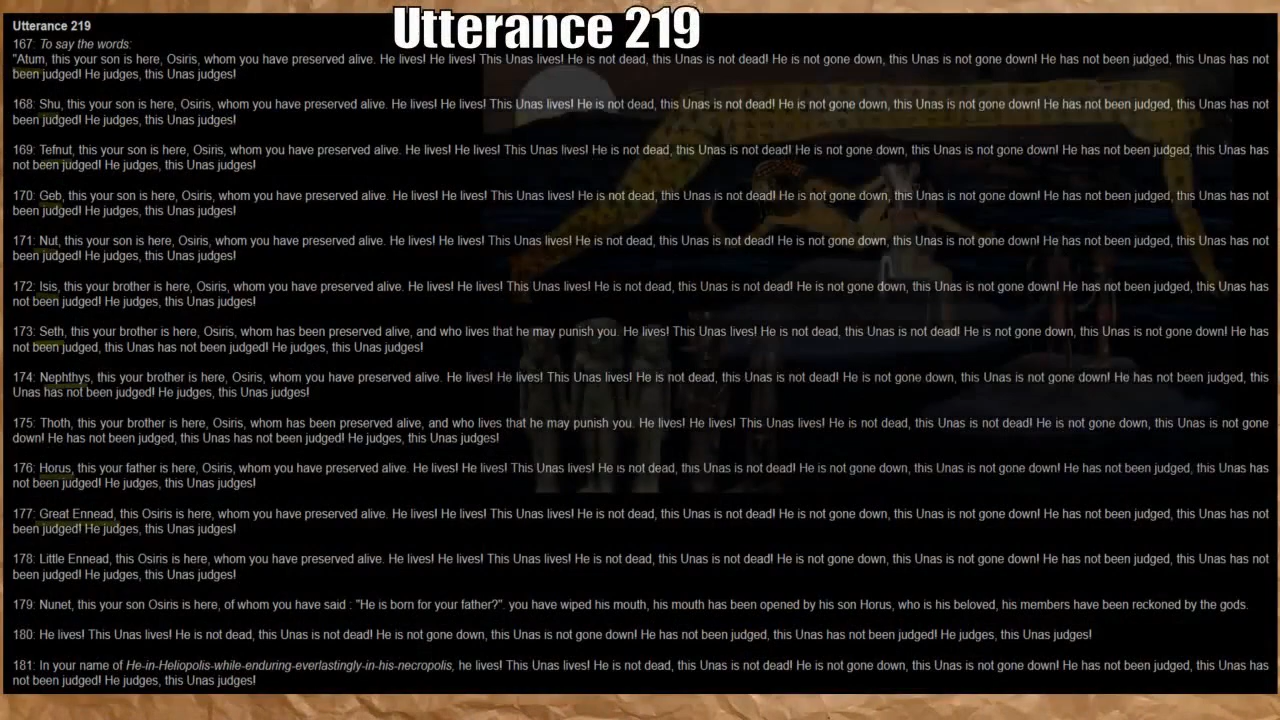 Utterance 219
Utterance 219
167: To say the words:
"Atum, this your son is here, Osiris, whom you have preserved alive. He lives! He lives! This Unas lives! He is not dead, this Unas is not dead! He is not gone down, this Unas is not gone down! He has not been judged, this Unas has not
been judged! He judges, this Unas judges!
168: Shu, this your son is here, Osiris, whom you have preserved alive. He lives! He lives! This Unas lives! He is not dead, this Unas is not dead! He is not gone down, this Unas is not gone down! He has not been judged, this Unas has not
been judged! He judges, this Unas judges!
169: Tefnut, this your son is here, Osiris, whom you have preserved alive. He lives! He lives! This Unas lives! He is not dead, this Unas is not dead! He is not gone down, this Unas is not gone down! He has not been judged, this Unas has
not been judged! He judges, this Unas judges!
170: Geb, this your son is here, Osiris, whom you have preserved alive. He lives! He lives! This Unas lives! He is not dead, this Unas is not dead! He is not gone down, this Unas is not gone down! He has not been judged, this Unas has not
been judged! He judges, this Unas judges!
171: Nut, this your son is here, Osiris, whom you have preserved alive. He lives! He lives! This Unas lives! He is not dead, this Unas is not dead! He is not gone down, this Unas is not gone down! He has not been judged, this Unas has not
been judged! He judges, this Unas judges!
172: Isis, this your brother is here, Osiris, whom you have preserved alive. He lives! He lives! This Unas lives! He is not dead, this Unas is not dead! He is not gone down, this Unas is not gone down! He has not been judged, this Unas has
not been judged! He judges, this Unas judges!
173: Seth, this your brother is here, Osiris, whom has been preserved alive, and who lives that he may punish you. He lives! This Unas lives! He is not dead, this Unas is not dead! He is not gone down, this Unas is not gone down! He has
not been judged, this Unas has not been judged! He judges, this Unas judges!
174: Nephthys, this your brother is here, Osiris, whom you have preserved alive. He lives! He lives! This Unas lives! He is not dead, this Unas is not dead! He is not gone down, this Unas is not gone down! He has not been judged, this
Unas has not been judged! He judges, this Unas judges!
175: Thoth, this your brother is here, Osiris, whom has been preserved alive, and who lives that he may punish you. He lives! He lives! This Unas lives! He is not dead, this Unas is not dead! He is not gone down, this Unas is not gone
down! He has not been judged, this Unas has not been judged! He judges, this Unas judges!
176: Horus, this your father is here, Osiris, whom you have preserved alive. He lives! He lives! This Unas lives! He is not dead, this Unas is not dead! He is not gone down, this Unas is not gone down! He has not been judged, this Unas has
not been judged! He judges, this Unas judges!
177: Great Ennead, this Osiris is here, whom you have preserved alive. He lives! He lives! This Unas lives! He is not dead, this Unas is not dead! He is not gone down, this Unas is not gone down! He has not been judged, this Unas has not
been judged! He judges, this Unas judges!
178: Little Ennead, this Osiris is here, whom you have preserved alive. He lives! He lives! This Unas lives! He is not dead, this Unas is not dead! He is not gone down, this Unas is not gone down! He has not been judged, this Unas has not
been judged! He judges, this Unas judges!
179: Nunet, this your son Osiris is here, of whom you have said : "He is born for your father?". you have wiped his mouth, his mouth has been opened by his son Horus, who is his beloved, his members have been reckoned by the gods.
180: He lives! This Unas lives! He is not dead, this Unas is not dead! He is not gone down, this Unas is not gone down! He has not been judged, this Unas has not been judged! He judges, this Unas judges!
181: In your name of He-in-Heliopolis-while-enduring-everlastingly-in-his-necropolis, he lives! This Unas lives! He is not dead, this Unas is not dead! He is not gone down, this Unas is not gone down! He has not been judged, this Unas has
not been judged! He judges, this Unas judges!